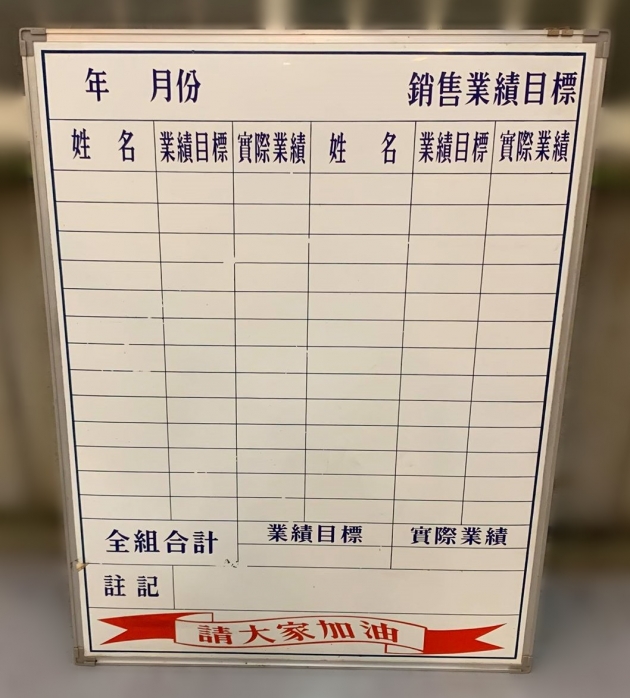 年 月份 銷售業績目標
姓 名 業績目標 實際業績 姓 名 業績目標 實際業績
全組合計 業績目標 實際業績
註記
請大家加油